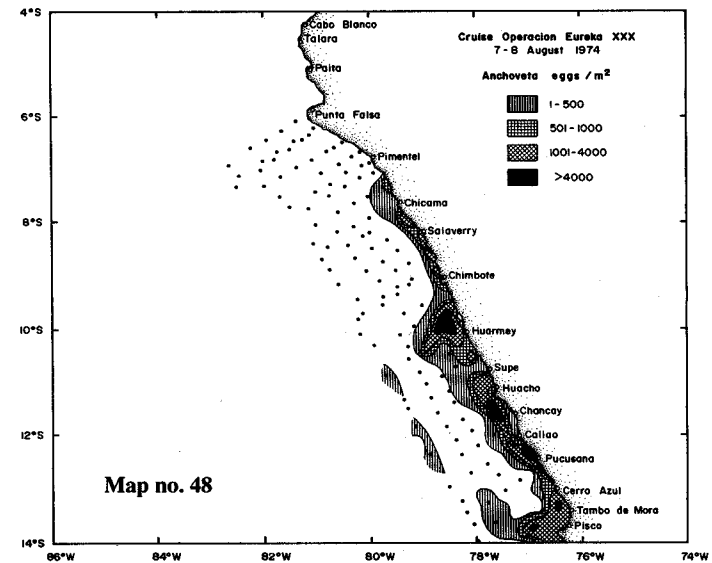 4°S
Cabo Blanco
Talara
Cruise Operacion Eureka XXX
7-8 August 1974
Paita
Anchoveta eggs / m²
1-500
6°S
Punta Falsa
501-1000
1001-4000
Pimentel
>4000
Chicama
8°S
Salaverry
Chimbote
10°S
Huarmey
Supe
Huacho
Chancay
12°S
Callao
Pucusana
Map no. 48
Cerro Azul
Tambo de Mora
Pisco
14°S
86°W
84°W
82°W
80°W
78°W
76°W
74°W